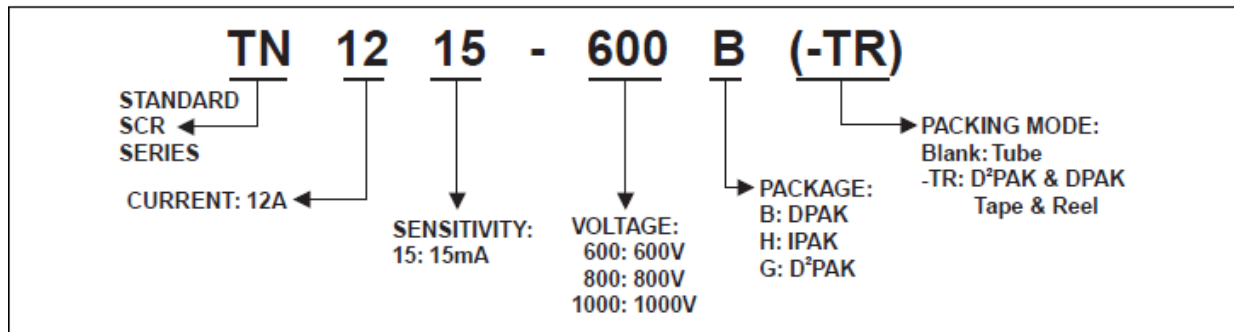 TN 12 15 - 600 B (-TR)
STANDARD
SCR
SERIES
CURRENT: 12A
SENSITIVITY:
15: 15mA
VOLTAGE:
600: 600V
800: 800V
1000: 1000V
PACKAGE:
B: DPAK
H: IPAK
G: D²PAK
PACKING MODE:
Blank: Tube
-TR: D²PAK & DPAK
Tape & Reel